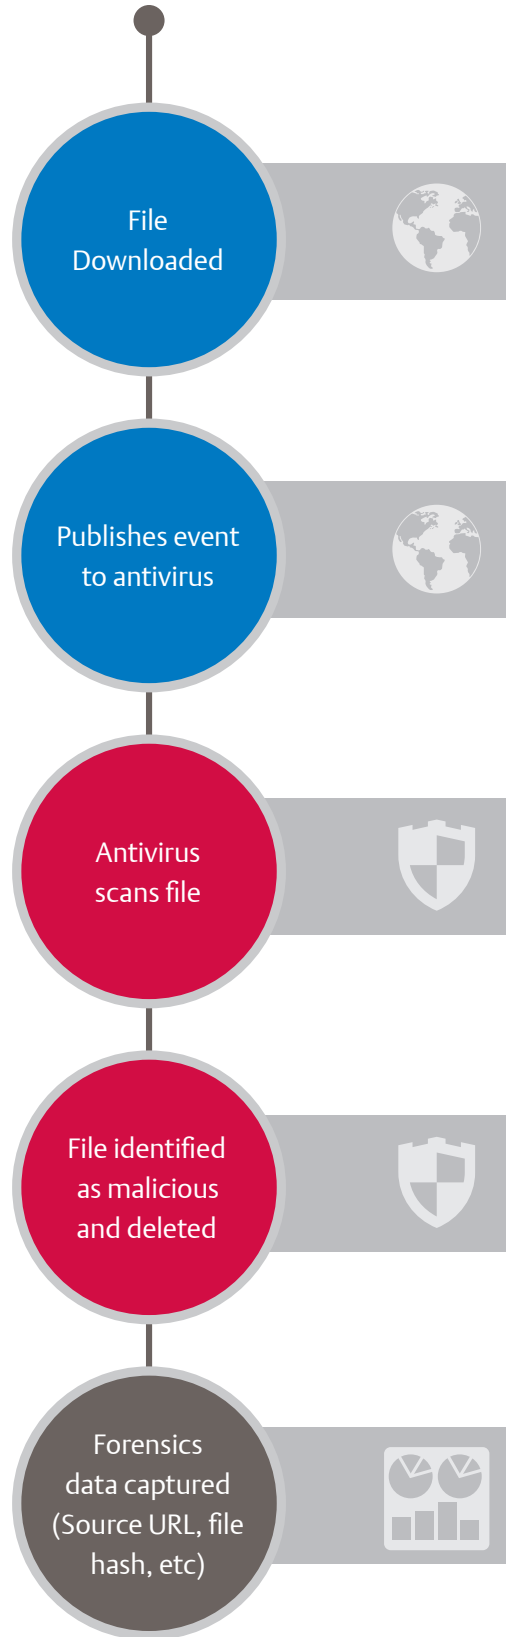 File
Downloaded
Publishes event
to antivirus
Antivirus
scans file
File identified
as malicious
and deleted
Forensics
data captured
(Source URL, file
hash, etc)